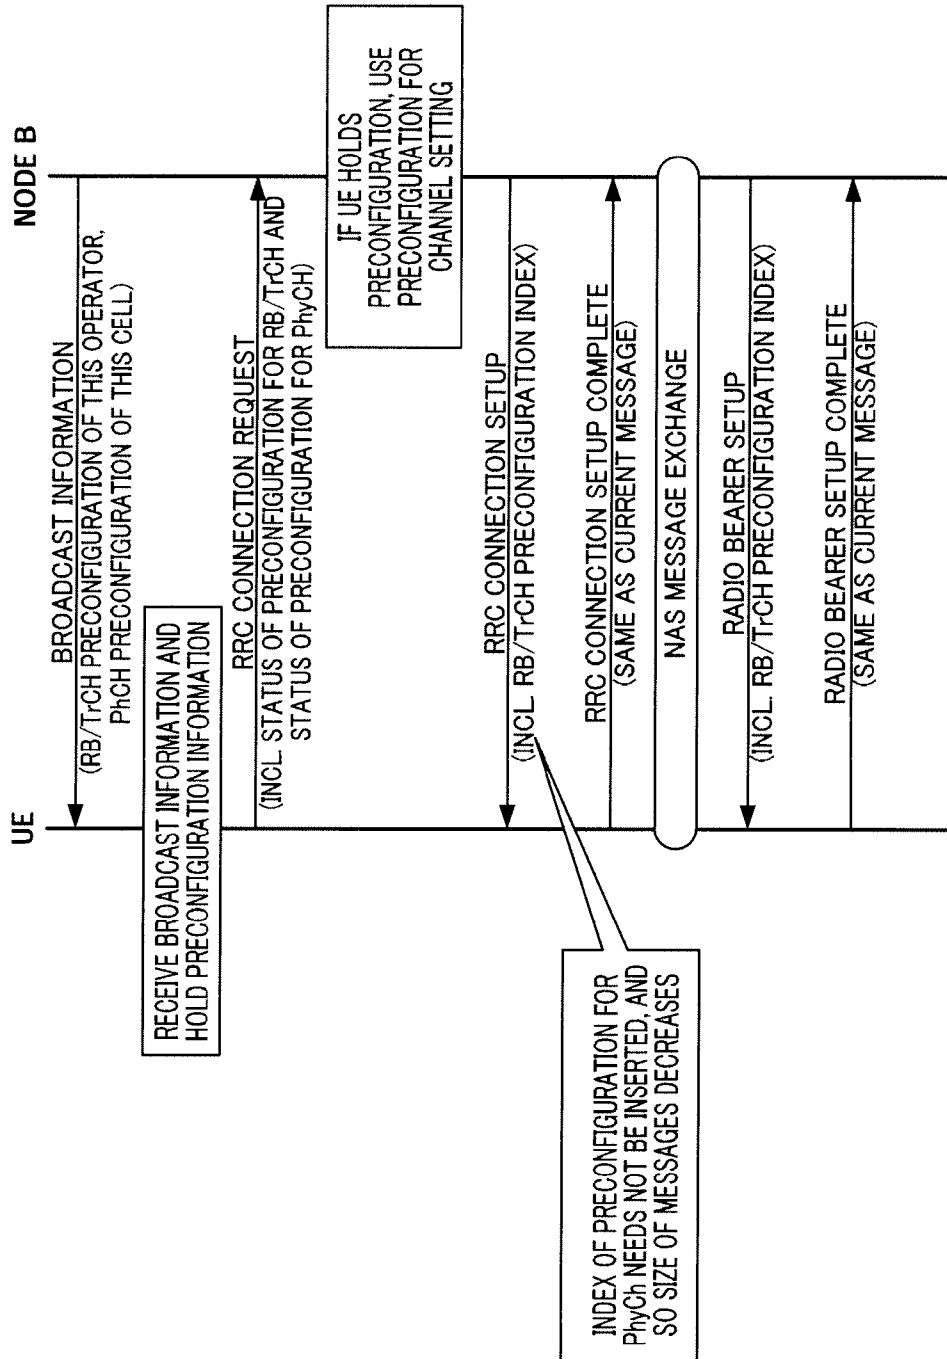 UE
NODE B
BROADCAST INFORMATION
(RB/TrCH PRECONFIGURATION OF THIS OPERATOR,
PhCH PRECONFIGURATION OF THIS CELL)
RECEIVE BROADCAST INFORMATION AND
HOLD PRECONFIGURATION INFORMATION
RRC CONNECTION REQUEST
(INCL. STATUS OF PRECONFIGURATION FOR RB/TrCH AND
STATUS OF PRECONFIGURATION FOR PhyCH)
IF UE HOLDS
PRECONFIGURATION, USE
PRECONFIGURATION FOR
CHANNEL SETTING
RRC CONNECTION SETUP
(INCL. RB/TrCH PRECONFIGURATION INDEX)
INDEX OF PRECONFIGURATION FOR
PhyCh NEEDS NOT BE INSERTED, AND
SO SIZE OF MESSAGES DECREASES
RRC CONNECTION SETUP COMPLETE
(SAME AS CURRENT MESSAGE)
NAS MESSAGE EXCHANGE
RADIO BEARER SETUP
(INCL. RB/TrCH PRECONFIGURATION INDEX)
RADIO BEARER SETUP COMPLETE
(SAME AS CURRENT MESSAGE)